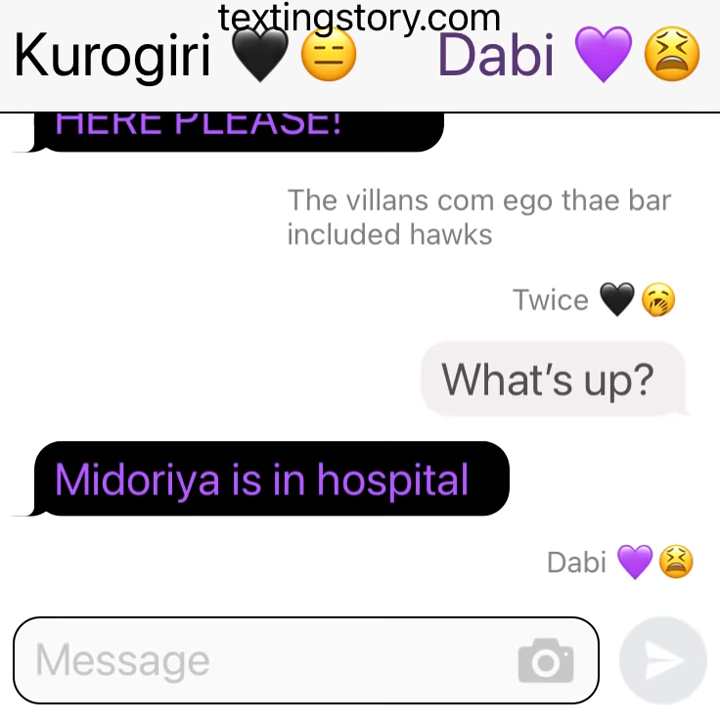 textingstory.com
Kurogiri 🖤😑 Dabi 💜😫
HERE PLEASE!
The villans com ego thae bar
included hawks
Twice 🖤🥱
What's up?
Midoriya is in hospital
Dabi 💜😫
Message